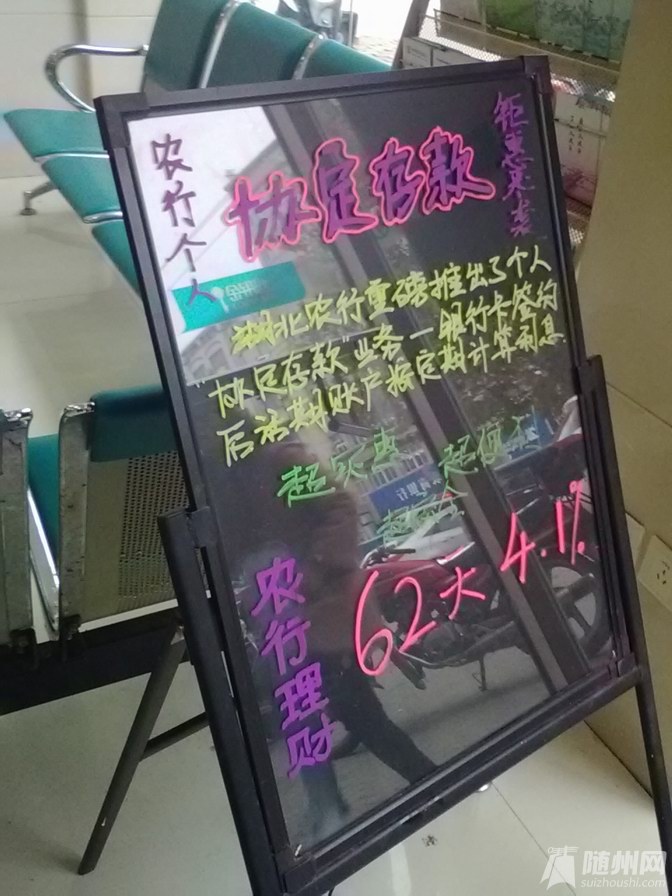 农行个人
协定存款
钜惠来袭
湖北农行重磅推出了个人
"协定存款"业务一银行卡签约
后活期账户按定期计算利息
超实惠
农行理财
62天 4.1%
随州网
suizhoushi.com